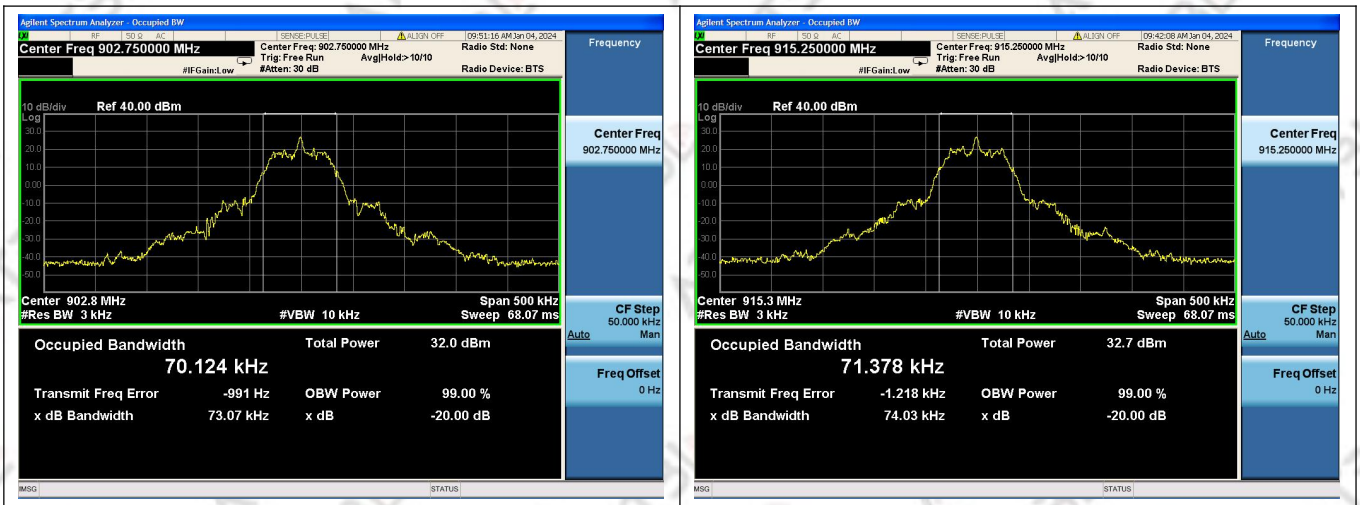 Agilent Spectrum Analyzer - Occupied BW
RF 50 Ω AC SENSE:PULSE ALIGN OFF 09:51:16 AM Jan 04, 2024
Center Freq 902.750000 MHz
Center Freq: 902.750000 MHz Radio Std: None
Trig: Free Run Avg|Hold:>10/10
#IFGain:Low #Atten: 30 dB Radio Device: BTS
10 dB/div Ref 40.00 dBm
Log
30.0
20.0
10.0
0.00
-10.0
-20.0
-30.0
-40.0
-50.0
Center 902.8 MHz Span 500 kHz
#Res BW 3 kHz #VBW 10 kHz Sweep 68.07 ms
Occupied Bandwidth Total Power 32.0 dBm
70.124 kHz
Transmit Freq Error -991 Hz OBW Power 99.00 %
x dB Bandwidth 73.07 kHz x dB -20.00 dB
MSG STATUS
Frequency
Center Freq
902.750000 MHz
CF Step
50.000 kHz
Auto Man
Freq Offset
0 Hz
Agilent Spectrum Analyzer - Occupied BW
RF 50 Ω AC SENSE:PULSE ALIGN OFF 09:42:08 AM Jan 04, 2024
Center Freq 915.250000 MHz
Center Freq: 915.250000 MHz Radio Std: None
Trig: Free Run Avg|Hold:>10/10
#IFGain:Low #Atten: 30 dB Radio Device: BTS
10 dB/div Ref 40.00 dBm
Log
30.0
20.0
10.0
0.00
-10.0
-20.0
-30.0
-40.0
-50.0
Center 915.3 MHz Span 500 kHz
#Res BW 3 kHz #VBW 10 kHz Sweep 68.07 ms
Occupied Bandwidth Total Power 32.7 dBm
71.378 kHz
Transmit Freq Error -1.218 kHz OBW Power 99.00 %
x dB Bandwidth 74.03 kHz x dB -20.00 dB
MSG STATUS
Frequency
Center Freq
915.250000 MHz
CF Step
50.000 kHz
Auto Man
Freq Offset
0 Hz